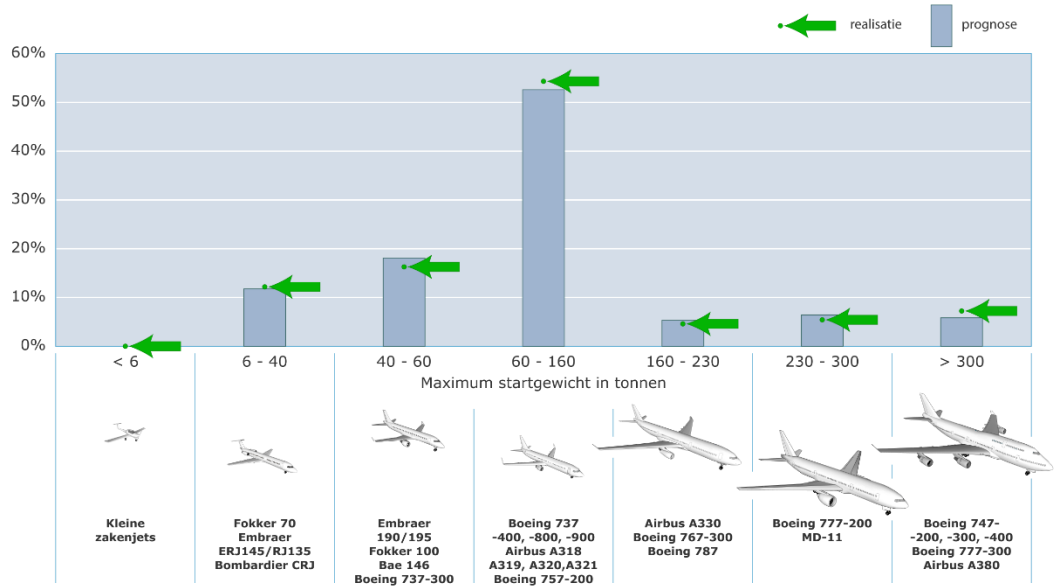 realisatie
prognose
60%
50%
40%
30%
20%
10%
0%
< 6
6 - 40
40 - 60
60 - 160
160 - 230
230 - 300
> 300
Maximum startgewicht in tonnen
Kleine
zakenjets
Fokker 70
Embraer
ERJ145/RJ135
Bombardier CRJ
Embraer
190/195
Fokker 100
Bae 146
Boeing 737-300
Boeing 737
-400, -800, -900
Airbus A318
A319, A320,A321
Boeing 757-200
Airbus A330
Boeing 767-300
Boeing 787
Boeing 777-200
MD-11
Boeing 747-
-200, -300, -400
Boeing 777-300
Airbus A380